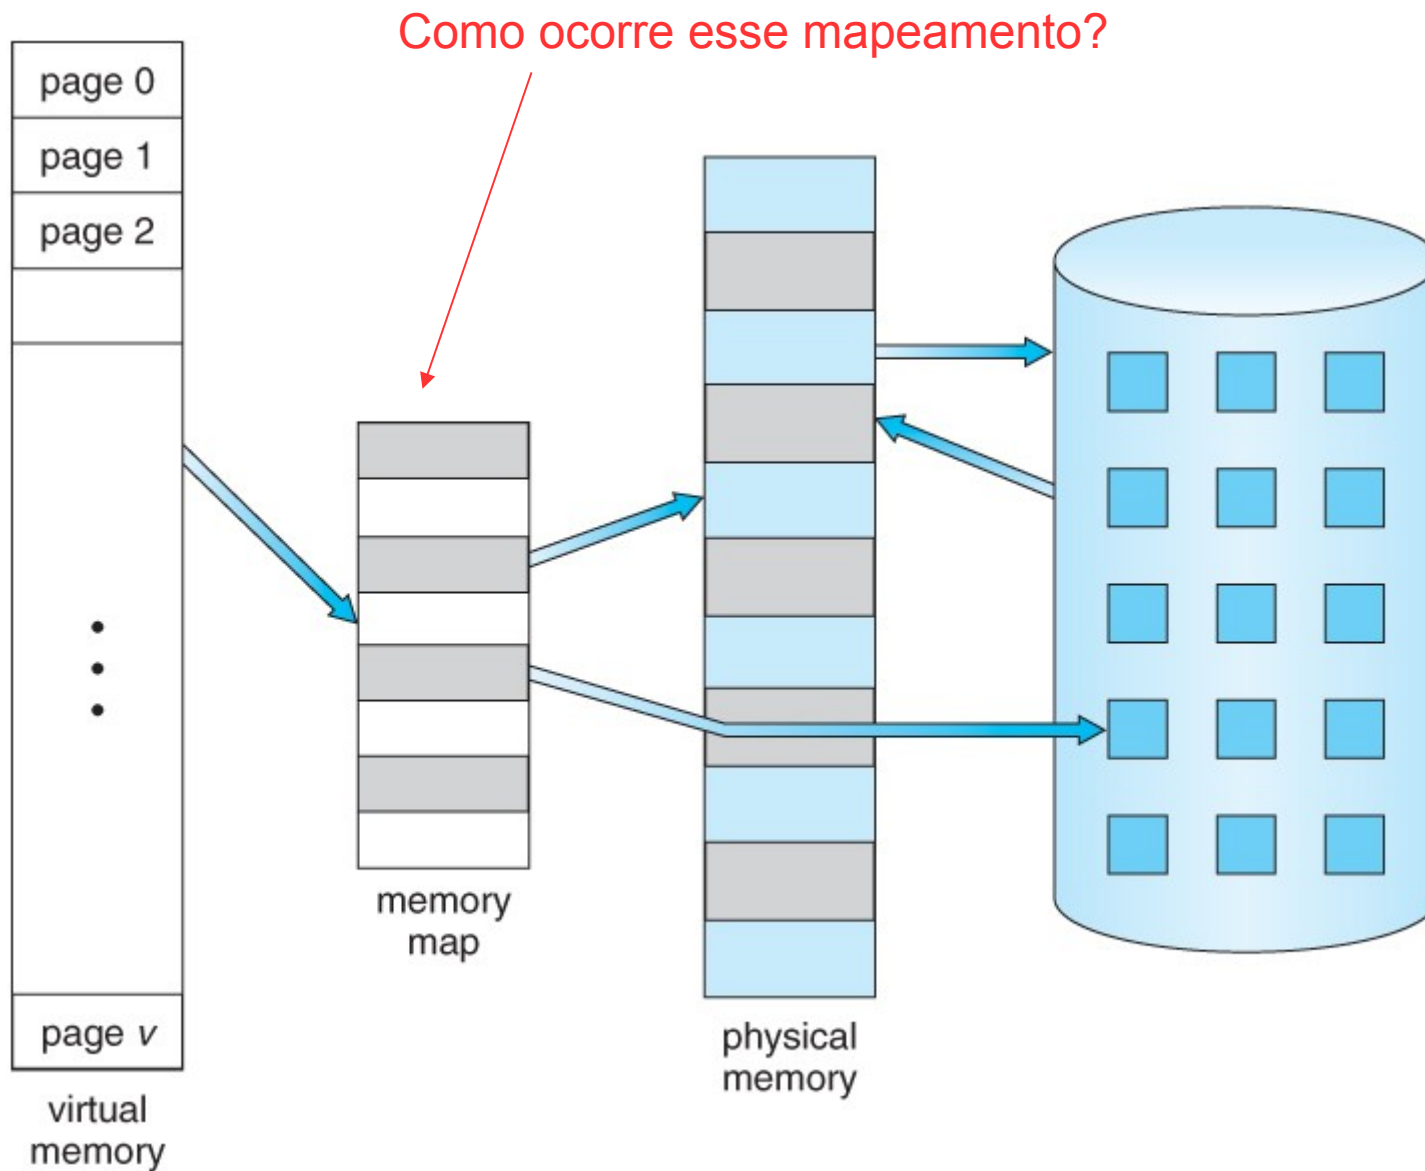 Como ocorre esse mapeamento?
page 0
page 1
page 2
page v
virtual
memory
memory
map
physical
memory